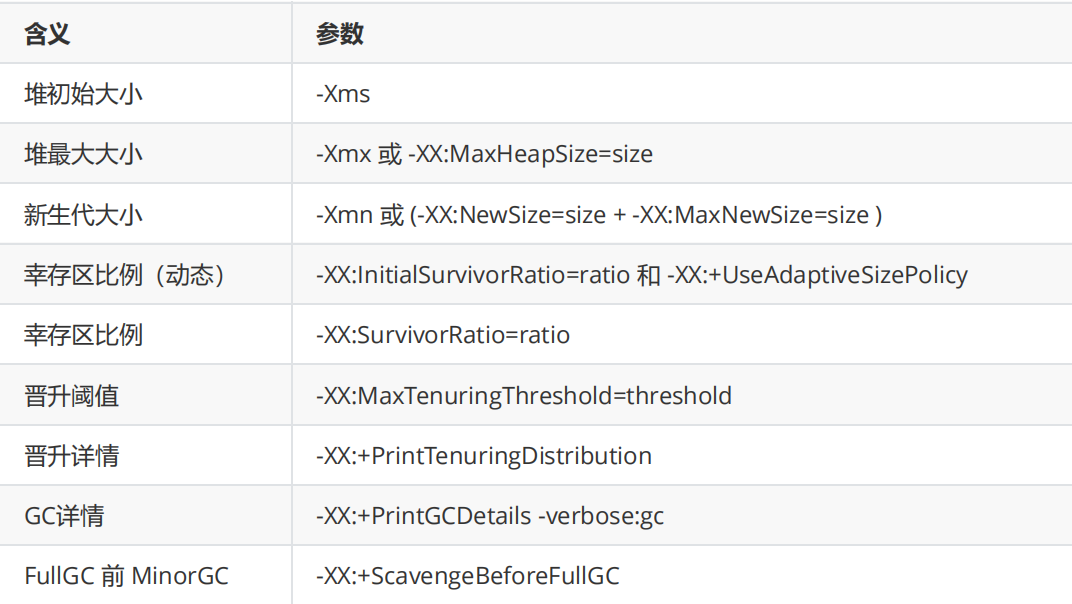 含义 参数
堆初始大小 -Xms
堆最大大小 -Xmx 或 -XX:MaxHeapSize=size
新生代大小 -Xmn 或 (-XX:NewSize=size + -XX:MaxNewSize=size )
幸存区比例（动态） -XX:InitialSurvivorRatio=ratio 和 -XX:+UseAdaptiveSizePolicy
幸存区比例 -XX:SurvivorRatio=ratio
晋升阈值 -XX:MaxTenuringThreshold=threshold
晋升详情 -XX:+PrintTenuringDistribution
GC详情 -XX:+PrintGCDetails -verbose:gc
FullGC 前 MinorGC -XX:+ScavengeBeforeFullGC